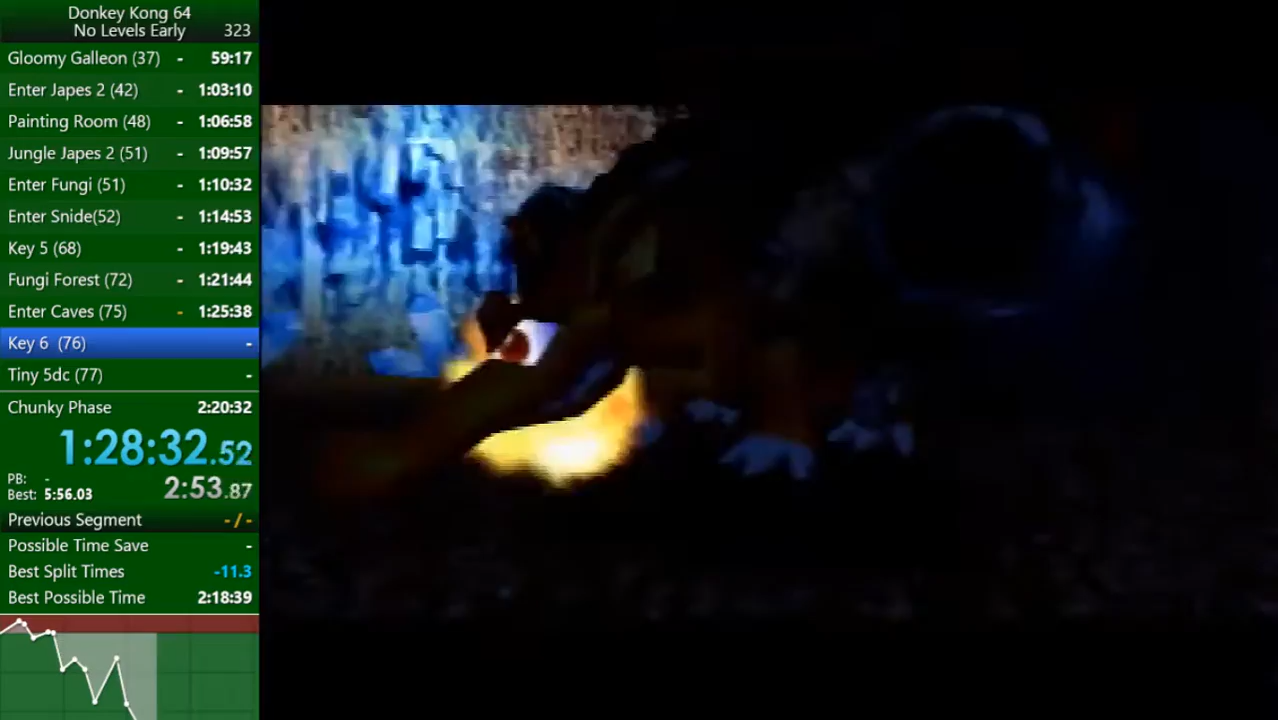 Donkey Kong 64
No Levels Early 323
Gloomy Galleon (37) - 59:17
Enter Japes 2 (42) - 1:03:10
Painting Room (48) - 1:06:58
Jungle Japes 2 (51) - 1:09:57
Enter Fungi (51) - 1:10:32
Enter Snide(52) - 1:14:53
Key 5 (68) - 1:19:43
Fungi Forest (72) - 1:21:44
Enter Caves (75) - 1:25:38
Key 6 (76) -
Tiny 5dc (77) -
Chunky Phase 2:20:32
1:28:32.52
PB: -
Best: 5:56.03 2:53.87
Previous Segment - / -
Possible Time Save -
Best Split Times -11.3
Best Possible Time 2:18:39